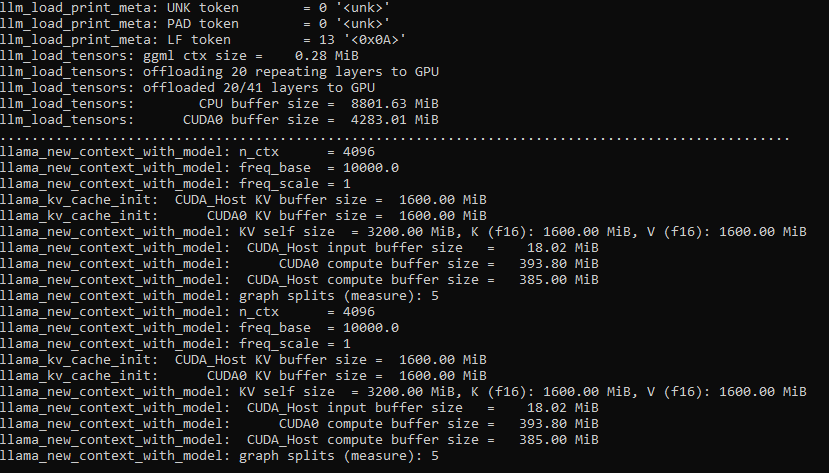 llm_load_print_meta: UNK token        = 0 '<unk>'
llm_load_print_meta: PAD token        = 0 '<unk>'
llm_load_print_meta: LF token         = 13 '<0x0A>'
llm_load_tensors: ggml ctx size =    0.28 MiB
llm_load_tensors: offloading 20 repeating layers to GPU
llm_load_tensors: offloaded 20/41 layers to GPU
llm_load_tensors:        CPU buffer size =  8801.63 MiB
llm_load_tensors:      CUDA0 buffer size =  4283.01 MiB
....................................................................................................
llama_new_context_with_model: n_ctx      = 4096
llama_new_context_with_model: freq_base  = 10000.0
llama_new_context_with_model: freq_scale = 1
llama_kv_cache_init:  CUDA_Host KV buffer size =  1600.00 MiB
llama_kv_cache_init:      CUDA0 KV buffer size =  1600.00 MiB
llama_new_context_with_model: KV self size  = 3200.00 MiB, K (f16): 1600.00 MiB, V (f16): 1600.00 MiB
llama_new_context_with_model:  CUDA_Host input buffer size   =    18.02 MiB
llama_new_context_with_model:      CUDA0 compute buffer size =   393.80 MiB
llama_new_context_with_model:  CUDA_Host compute buffer size =   385.00 MiB
llama_new_context_with_model: graph splits (measure): 5
llama_new_context_with_model: n_ctx      = 4096
llama_new_context_with_model: freq_base  = 10000.0
llama_new_context_with_model: freq_scale = 1
llama_kv_cache_init:  CUDA_Host KV buffer size =  1600.00 MiB
llama_kv_cache_init:      CUDA0 KV buffer size =  1600.00 MiB
llama_new_context_with_model: KV self size  = 3200.00 MiB, K (f16): 1600.00 MiB, V (f16): 1600.00 MiB
llama_new_context_with_model:  CUDA_Host input buffer size   =    18.02 MiB
llama_new_context_with_model:      CUDA0 compute buffer size =   393.80 MiB
llama_new_context_with_model:  CUDA_Host compute buffer size =   385.00 MiB
llama_new_context_with_model: graph splits (measure): 5